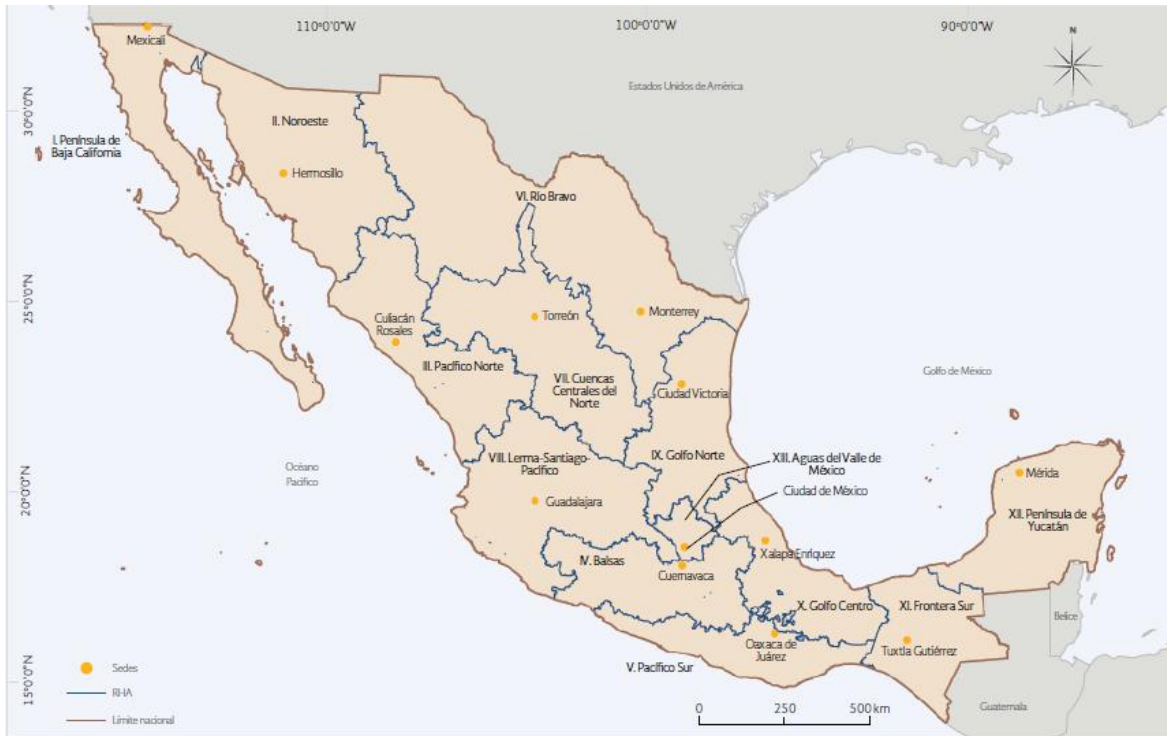 110°0'0"W
100°0'0"W
90°0'0"W
N
Mexicali
Estados Unidos de América
30°0'0"N
II. Noroeste
I. Península de
Baja California
Hermosillo
VI. Río Bravo
25°0'0"N
Culiacán
Rosales
Torreón
Monterrey
III. Pacífico Norte
VII. Cuencas
Centrales del
Norte
Ciudad Victoria
Golfo de México
VIII. Lerma-Santiago-
Pacífico
IX. Golfo Norte
XIII. Aguas del Valle de
México
Océano
Pacífico
Ciudad de México
Mérida
20°0'0"N
Guadalajara
XII. Península de
Yucatán
IV. Balsas
Xalapa Enríquez
Cuernavaca
X. Golfo Centro
XI. Frontera Sur
Belice
Oaxaca de
Juárez
Tuxtla Gutiérrez
V. Pacífico Sur
15°0'0"N
Sedes
RHA
Límite nacional
Guatemala
0 250 500 km